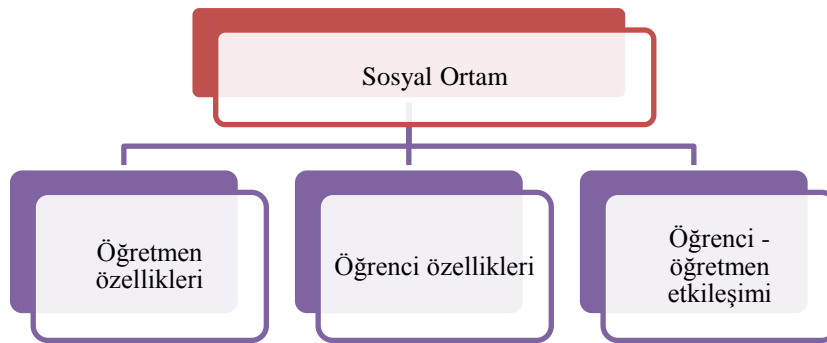 Sosyal Ortam
Öğretmen
özellikleri
Öğrenci özellikleri
Öğrenci -
öğretmen
etkileşimi